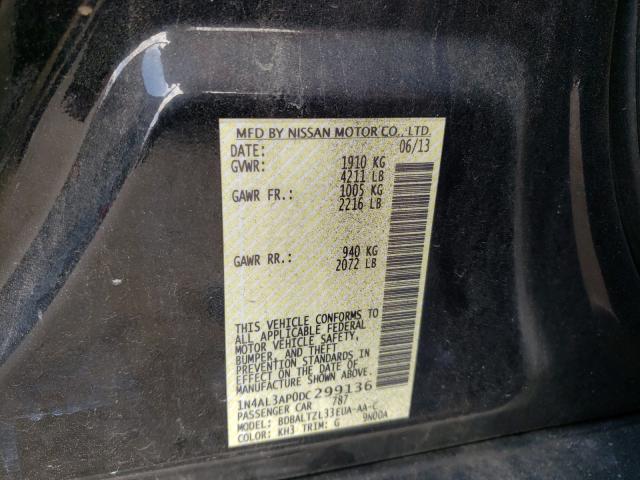 MFD BY NISSAN MOTOR CO., LTD.
DATE: 06/13
GVWR: 1910 KG
4211 LB
GAWR FR.: 1005 KG
2216 LB
GAWR RR.: 940 KG
2072 LB
THIS VEHICLE CONFORMS TO
ALL APPLICABLE FEDERAL
MOTOR VEHICLE SAFETY,
BUMPER, AND THEFT
PREVENTION STANDARDS IN
EFFECT ON THE DATE OF
MANUFACTURE SHOWN ABOVE.
1N4AL3AP0DC299136
PASSENGER CAR 787
MODEL: BDBALTZL33EUA-AA-C
COLOR: KH3 TRIM: G 9N00A